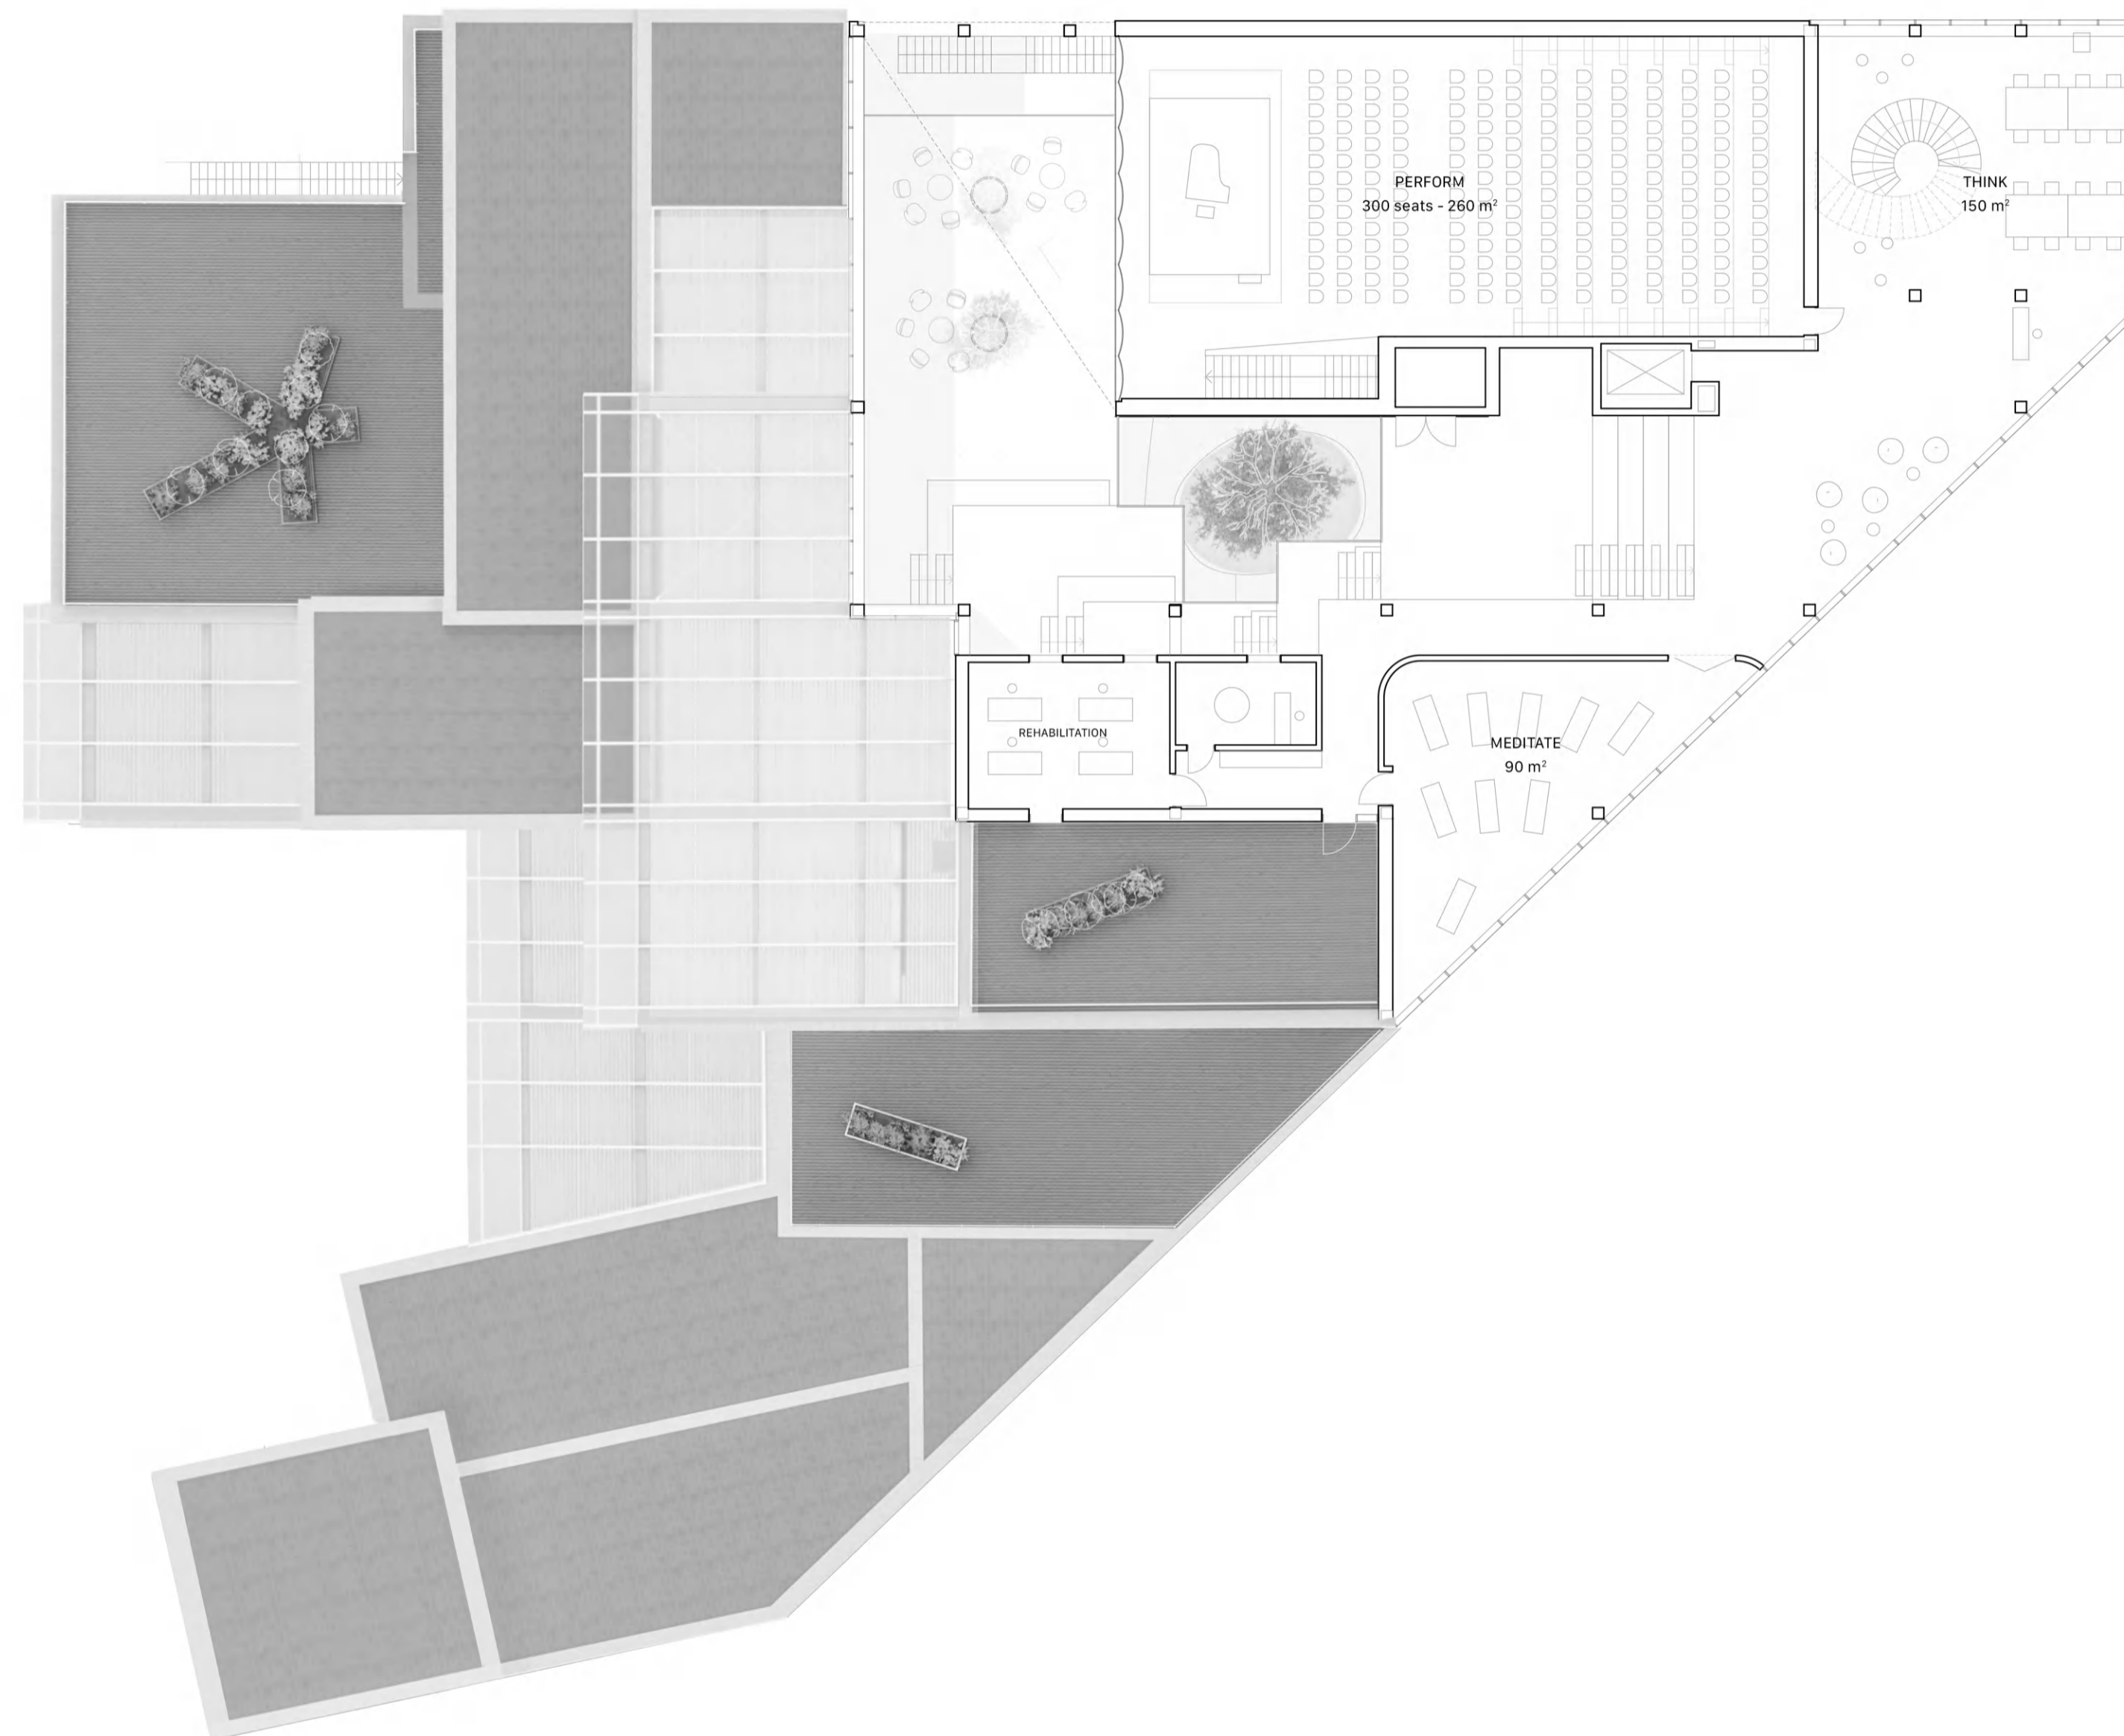 PERFORM
300 seats - 260 m²
THINK
150 m²
REHABILITATION
MEDITATE
90 m²